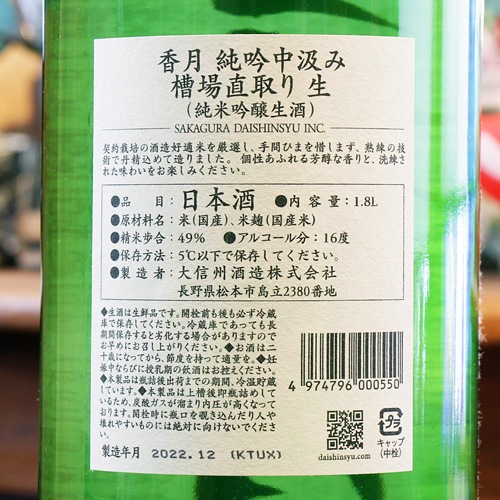 香月 純吟中汲み
槽場直取り 生
(純米吟醸生酒)
SAKAGURA DAISHINSYU INC.
契約栽培の酒造好適米を厳選し、手間ひまを惜しまず、熟練の技
術で丹精込めて造りました。個性あふれる芳醇な香りと、洗練さ
れた味わいをお楽しみください。
●品 目: 日本酒 ●内 容 量: 1.8L
●原材料名: 米(国産)、米麹(国産米)
●精米歩合: 49% ●アルコール分: 16度
●保存方法: 5℃以下で保存してください。
●製 造 者: 大信州酒造株式会社
長野県松本市島立2380番地
◆生酒は生鮮品です。開栓前も後も必ず冷蔵
庫で保存してください。冷蔵庫であっても長
期間保存すると劣化する場合がありますので
お早めにお召し上がりください。◆お酒は二
十歳になってから、節度を持って適量を。◆妊
娠中ならびに授乳期の飲酒はお控えください。
◆本製品は瓶詰後出荷までの期間、冷温貯蔵し
ています。◆本製品は上槽後即瓶詰めしてい
るため、炭酸ガスが溜まり内圧が高くなって
おります。開栓時に瓶口を覗き込んだり人や
壊れやすいものには絶対に向けないでくださ
い。
製造年月 2022.12 (KTUX)
4 974796 000550
daishinsyu.com
プラ
キャップ
(中栓)